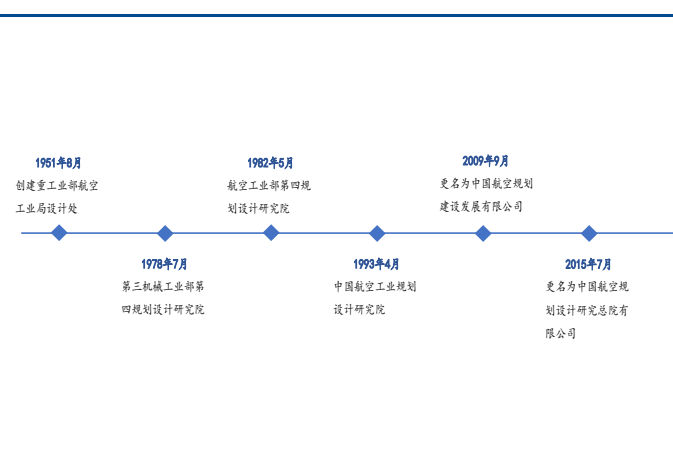 1951年8月
创建重工业部航空
工业局设计处
1978年7月
第三机械工业部第
四规划设计研究院
1982年5月
航空工业部第四规
划设计研究院
1993年4月
中国航空工业规划
设计研究院
2009年9月
更名为中国航空规划
建设发展有限公司
2015年7月
更名为中国航空规
划设计研究总院有
限公司